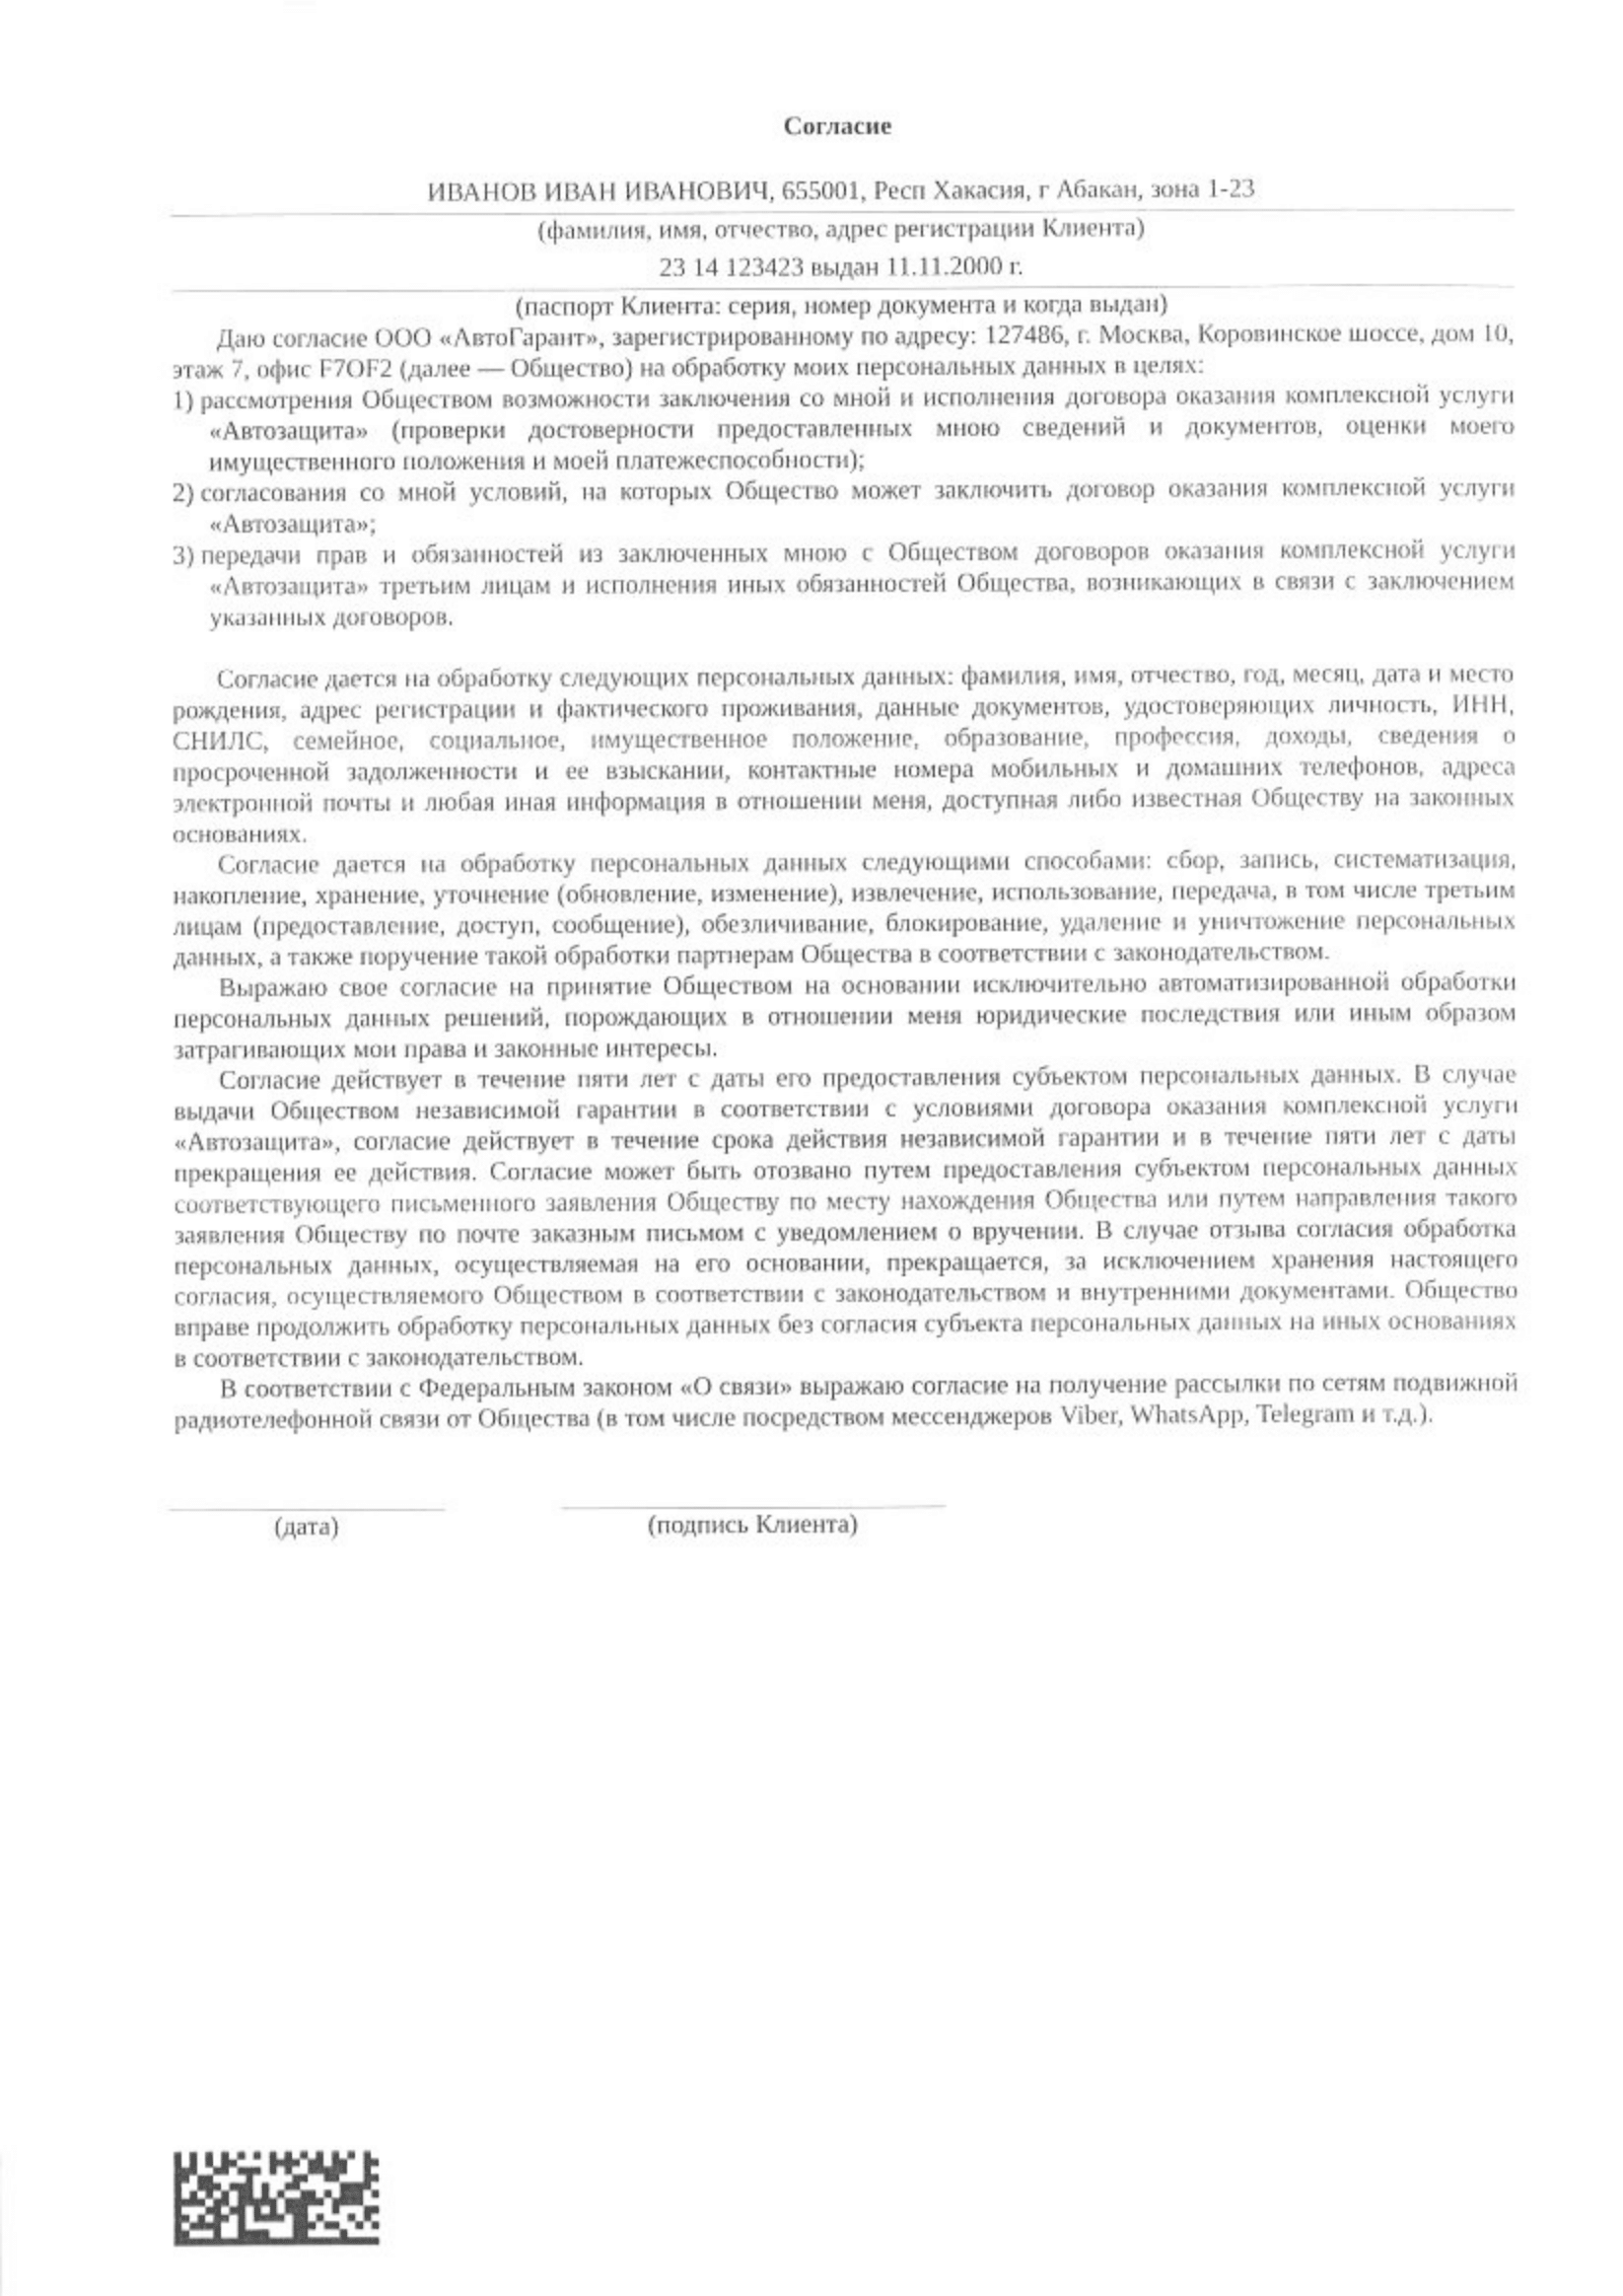 Согласие
ИВАНОВ ИВАН ИВАНОВИЧ, 655001, Респ Хакасия, г Абакан, зона 1-23
(фамилия, имя, отчество, адрес регистрации Клиента)
23 14 123423 выдан 11.11.2000 г.
(паспорт Клиента: серия, номер документа и когда выдан)
Даю согласие ООО «АвтоГарант», зарегистрированному по адресу: 127486, г. Москва, Коровинское шоссе, дом 10,
этаж 7, офис F7OF2 (далее — Общество) на обработку моих персональных данных в целях:
1) рассмотрения Обществом возможности заключения со мной и исполнения договора оказания комплексной услуги
«Автозащита» (проверки достоверности предоставленных мною сведений и документов, оценки моего
имущественного положения и моей платежеспособности);
2) согласования со мной условий, на которых Общество может заключить договор оказания комплексной услуги
«Автозащита»;
3) передачи прав и обязанностей из заключенных мною с Обществом договоров оказания комплексной услуги
«Автозащита» третьим лицам и исполнения иных обязанностей Общества, возникающих в связи с заключением
указанных договоров.
Согласие дается на обработку следующих персональных данных: фамилия, имя, отчество, год, месяц, дата и место
рождения, адрес регистрации и фактического проживания, данные документов, удостоверяющих личность, ИНН,
СНИЛС, семейное, социальное, имущественное положение, образование, профессия, доходы, сведения о
просроченной задолженности и ее взыскании, контактные номера мобильных и домашних телефонов, адреса
электронной почты и любая иная информация в отношении меня, доступная либо известная Обществу на законных
основаниях.
Согласие дается на обработку персональных данных следующими способами: сбор, запись, систематизация,
накопление, хранение, уточнение (обновление, изменение), извлечение, использование, передача, в том числе третьим
лицам (предоставление, доступ, сообщение), обезличивание, блокирование, удаление и уничтожение персональных
данных, а также поручение такой обработки партнерам Общества в соответствии с законодательством.
Выражаю свое согласие на принятие Обществом на основании исключительно автоматизированной обработки
персональных данных решений, порождающих в отношении меня юридические последствия или иным образом
затрагивающих мои права и законные интересы.
Согласие действует в течение пяти лет с даты его предоставления субъектом персональных данных. В случае
выдачи Обществом независимой гарантии в соответствии с условиями договора оказания комплексной услуги
«Автозащита», согласие действует в течение срока действия независимой гарантии и в течение пяти лет с даты
прекращения ее действия. Согласие может быть отозвано путем предоставления субъектом персональных данных
соответствующего письменного заявления Обществу по месту нахождения Общества или путем направления такого
заявления Обществу по почте заказным письмом с уведомлением о вручении. В случае отзыва согласия обработка
персональных данных, осуществляемая на его основании, прекращается, за исключением хранения настоящего
согласия, осуществляемого Обществом в соответствии с законодательством и внутренними документами. Общество
вправе продолжить обработку персональных данных без согласия субъекта персональных данных на иных основаниях
в соответствии с законодательством.
В соответствии с Федеральным законом «О связи» выражаю согласие на получение рассылки по сетям подвижной
радиотелефонной связи от Общества (в том числе посредством мессенджеров Viber, WhatsApp, Telegram и т.д.).
(дата) (подпись Клиента)